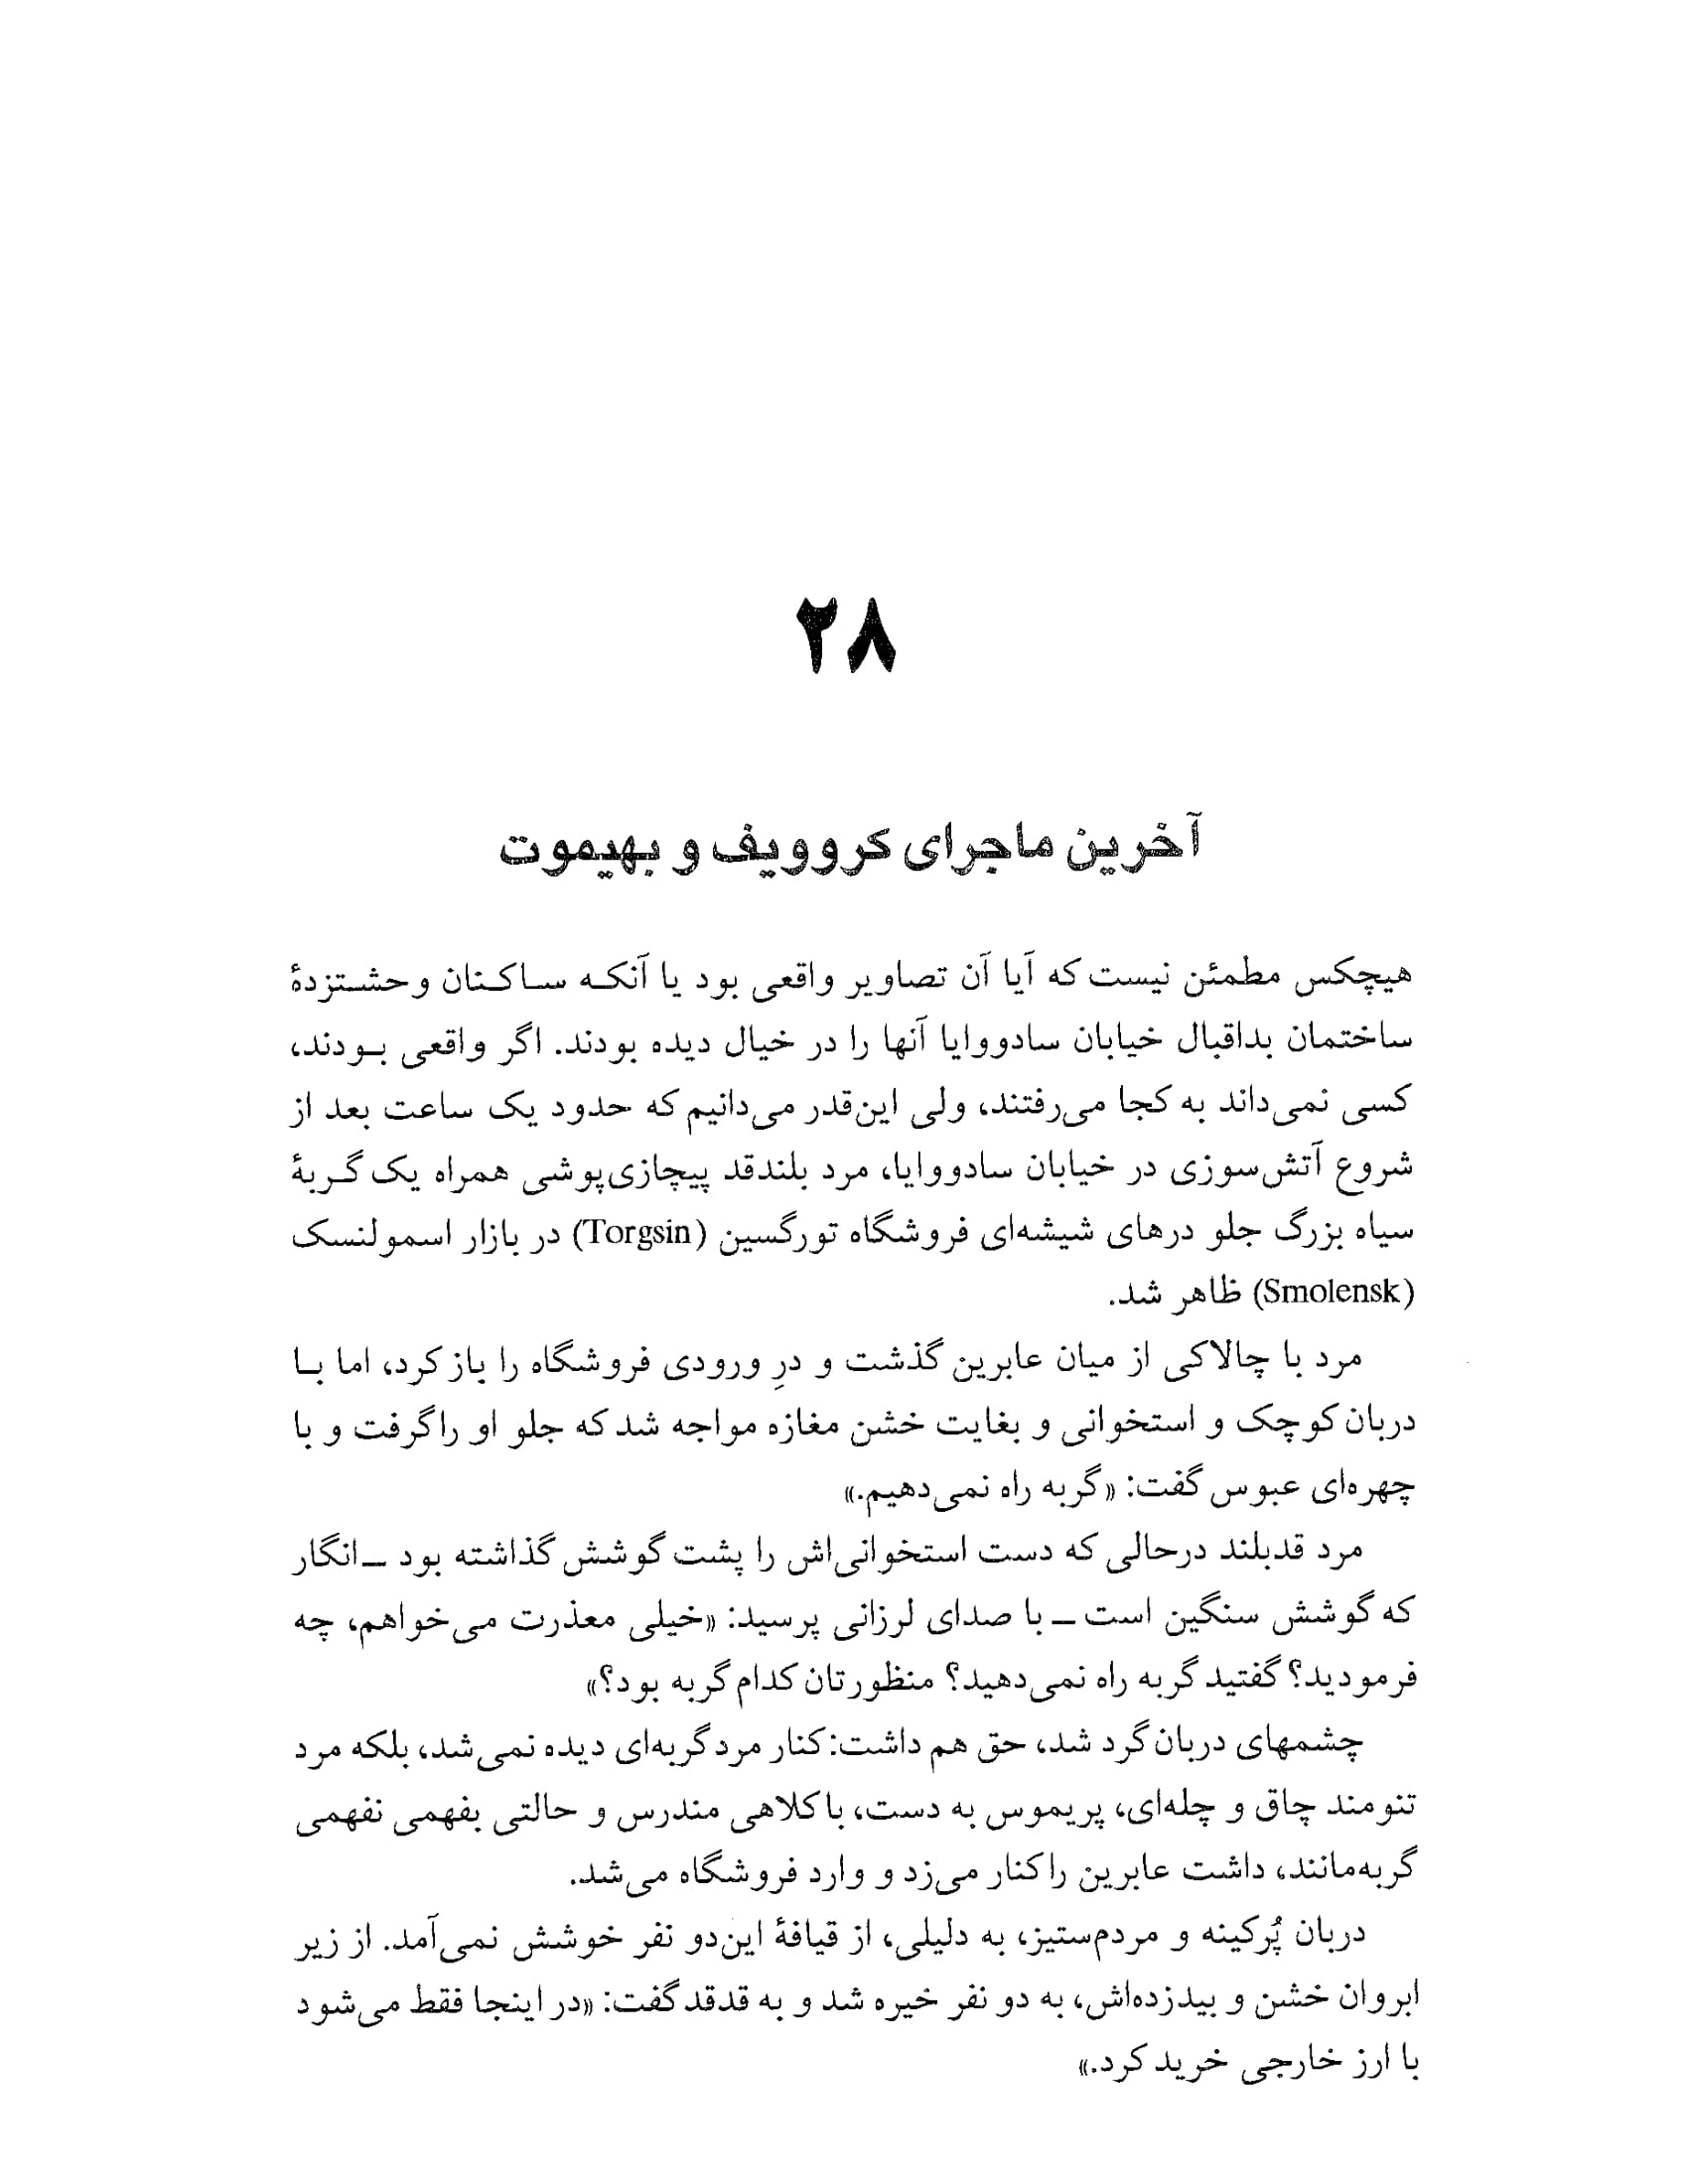 ۲۸
آخرین ماجرای کروویف و بهیموت
هیچکس مطمئن نیست که آیا آن تصاویر واقعی بود یا آنکه ساکنان وحشتزدهٔ
ساختمان بداقبال خیابان سادووایا آنها را در خیال دیده بودند. اگر واقعی بودند،
کسی نمی‌داند به کجا می‌رفتند، ولی این‌قدر می‌دانیم که حدود یک ساعت بعد از
شروع آتش‌سوزی در خیابان سادووایا، مرد بلندقد پیچازی‌پوشی همراه یک گربهٔ
سیاه بزرگ جلو درهای شیشه‌ای فروشگاه تورگسین (Torgsin) در بازار اسمولنسک
(Smolensk) ظاهر شد.
مرد با چالاکی از میان عابرین گذشت و درِ ورودی فروشگاه را باز کرد، اما با
دربان کوچک و استخوانی و بغایت خشن مغازه مواجه شد که جلو او را گرفت و با
چهره‌ای عبوس گفت: «گربه راه نمی‌دهیم.»
مرد قدبلند درحالی که دست استخوانی‌اش را پشت گوشش گذاشته بود ــ انگار
که گوشش سنگین است ــ با صدای لرزانی پرسید: «خیلی معذرت می‌خواهم، چه
فرمودید؟ گفتید گربه راه نمی‌دهید؟ منظورتان کدام گربه بود؟»
چشمهای دربان گرد شد، حق هم داشت: کنار مرد گربه‌ای دیده نمی‌شد، بلکه مرد
تنومند چاق و چله‌ای، پریموس به دست، با کلاهی مندرس و حالتی بفهمی نفهمی
گربه‌مانند، داشت عابرین را کنار می‌زد و وارد فروشگاه می‌شد.
دربان پُرکینه و مردم‌ستیز، به دلیلی، از قیافهٔ این‌دو نفر خوشش نمی‌آمد. از زیر
ابروان خشن و بیدزده‌اش، به دو نفر خیره شد و به قدقد گفت: «در اینجا فقط می‌شود
با ارز خارجی خرید کرد.»